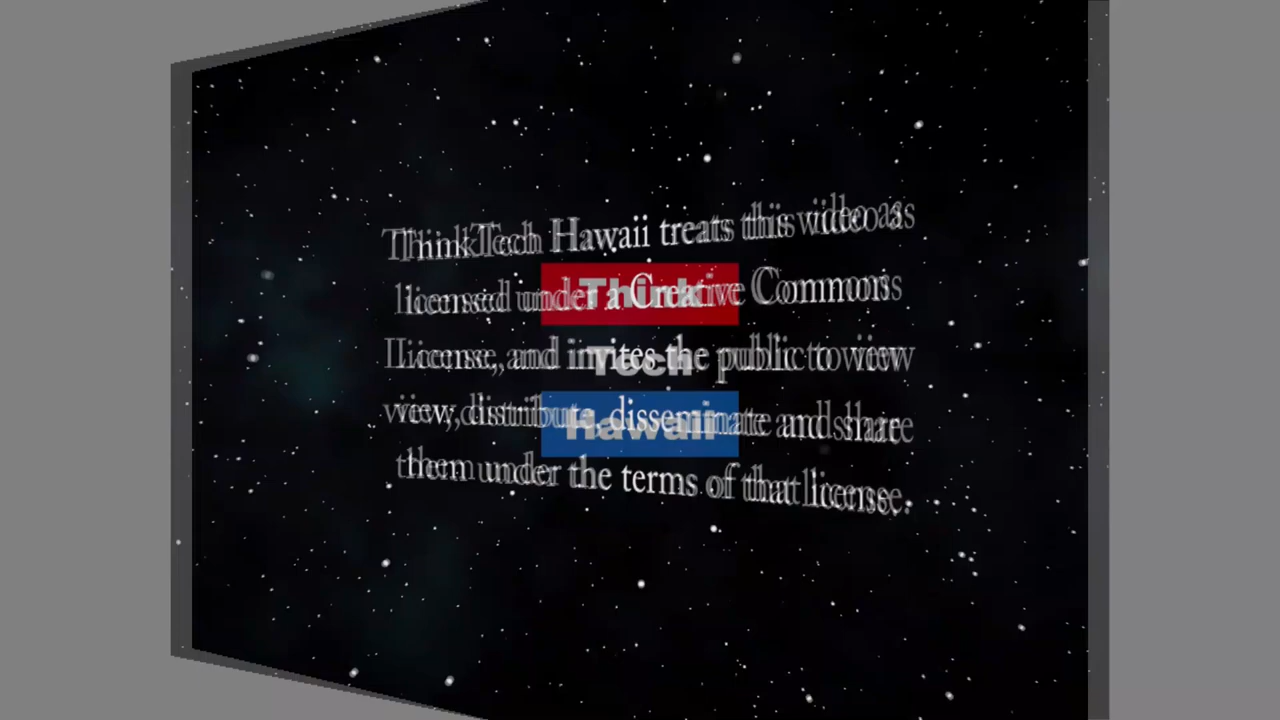 ThinkTech Hawaii treats this video as
licensed under a Creative Commons
License, and invites the public to view
view, distribute, disseminate and share
them under the terms of that license.
Think
Tech
Hawaii